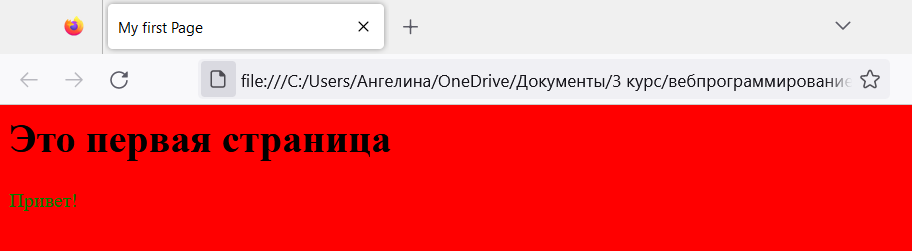 My first Page
file:///C:/Users/Ангелина/OneDrive/Документы/3 курс/вебпрограммирование
Это первая страница
Привет!